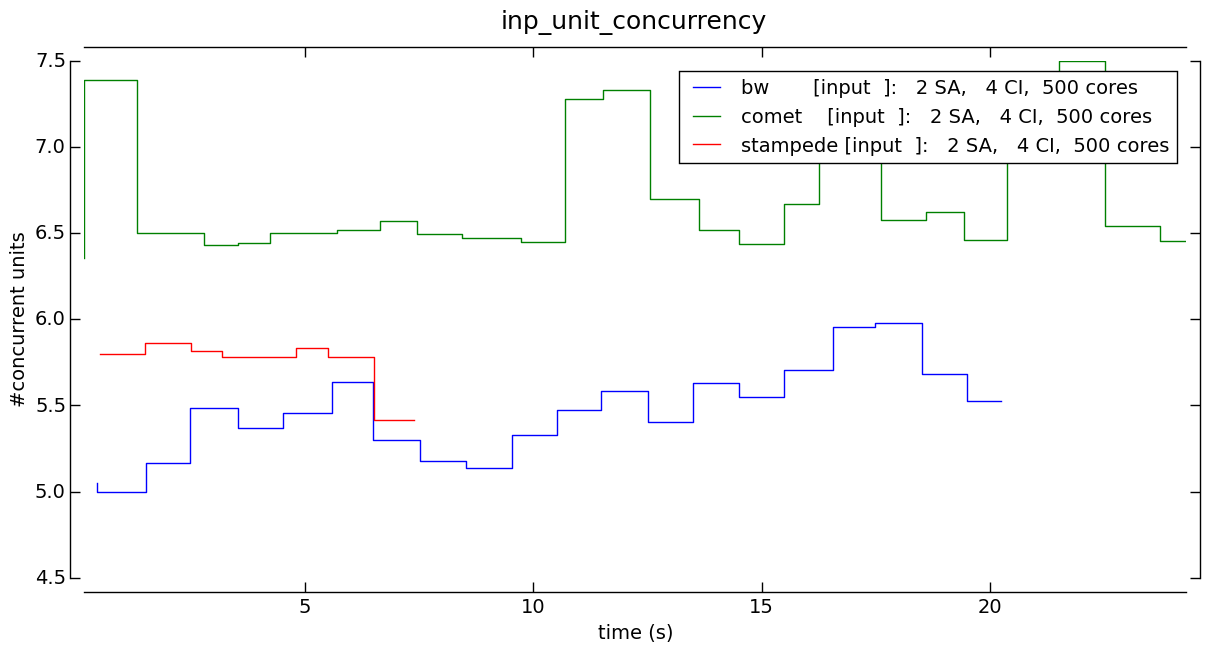 inp_unit_concurrency
7.5
7.0
6.5
6.0
5.5
5.0
4.5
#concurrent units
bw [input ]: 2 SA, 4 CI, 500 cores
comet [input ]: 2 SA, 4 CI, 500 cores
stampede [input ]: 2 SA, 4 CI, 500 cores
5 10 15 20
time (s)